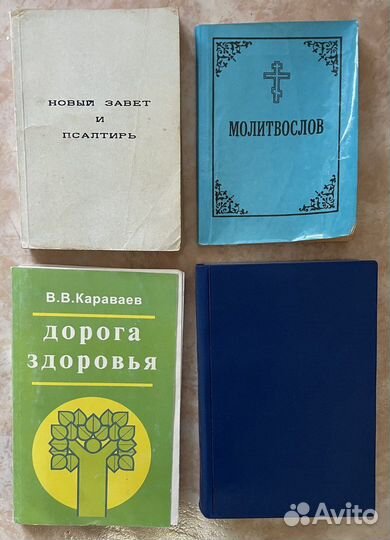 НОВЫЙ ЗАВЕТ
И
ПСАЛТИРЬ
МОЛИТВОСЛОВ
В.В.Караваев
ДОРОГА
ЗДОРОВЬЯ
Avito